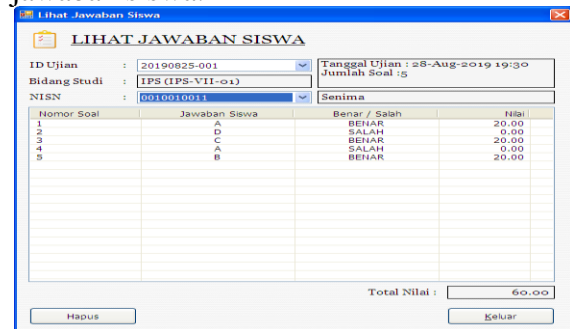 Lihat Jawaban Siswa
LIHAT JAWABAN SISWA
ID Ujian : 20190825-001 Tanggal Ujian : 28-Aug-2019 19:30
Jumlah Soal :5
Bidang Studi : IPS (IPS-VII-01)
NISN : 0010010011 Senima
Nomor Soal Jawaban Siswa Benar / Salah Nilai
1 A BENAR 20.00
2 D SALAH 0.00
3 C BENAR 20.00
4 A SALAH 0.00
5 B BENAR 20.00
Total Nilai : 60.00
Hapus Keluar